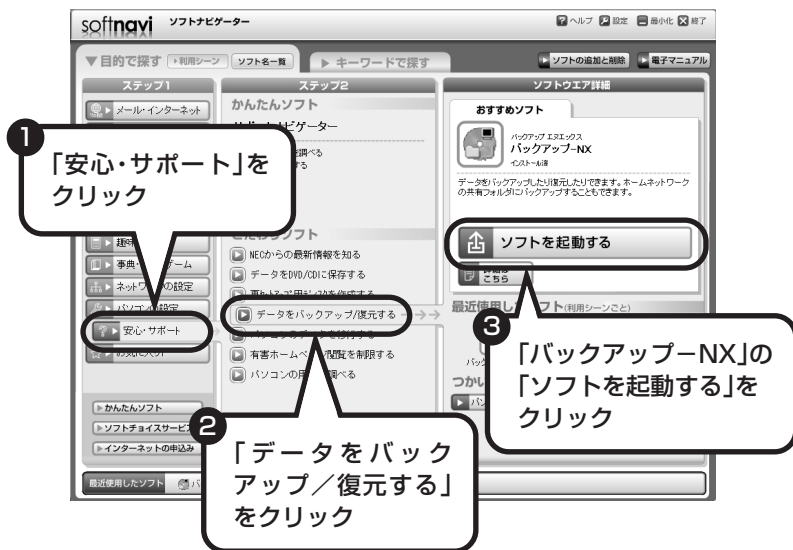 softnavi ソフトナビゲーター
ヘルプ 設定 最小化 終了
▼目的で探す 利用シーン ソフト名一覧 キーワードで探す ソフトの追加と削除 電子マニュアル
ステップ1
メール・インターネット
ネットワークの設定
パソコンの設定
安心・サポート
かんたんソフト
ソフトチョイスサービス
インターネットの申込み
ステップ2
かんたんソフト
こだわりソフト
NECからの最新情報を知る
データをDVD/CDに保存する
データをバックアップ/復元する
有害ホームページ閲覧を制限する
ソフトウエア詳細
おすすめソフト
バックアップ エヌエックス
バックアップ-NX
インストール済
データをバックアップしたり復元したりできます。ホームネットワーク
の共有フォルダにバックアップすることもできます。
ソフトを起動する
詳細は
こちら
最近使用したソフト(利用シーンごと)
最近使用したソフト
1
「安心・サポート」を
クリック
2
「データをバック
アップ／復元する」
をクリック
3
「バックアップ－NX」の
「ソフトを起動する」を
クリック